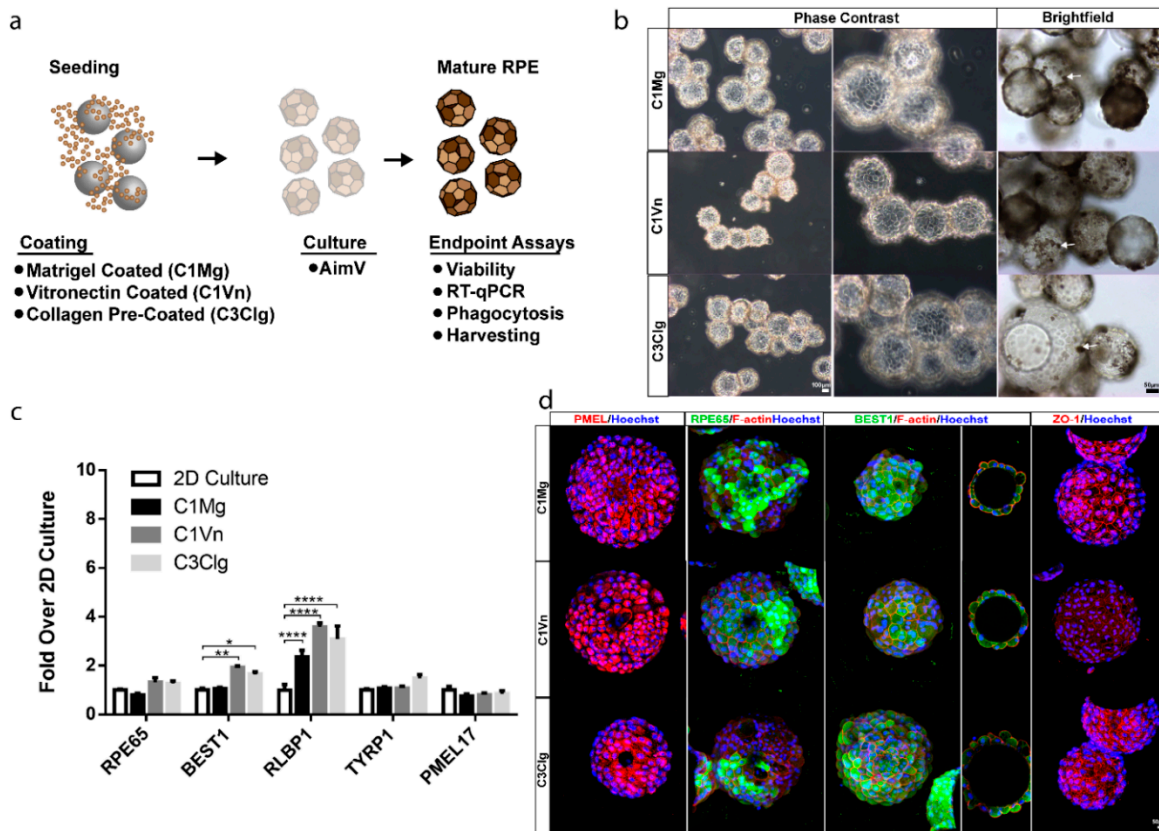 a
Seeding
Mature RPE
Coating
● Matrigel Coated (C1Mg)
● Vitronectin Coated (C1Vn)
● Collagen Pre-Coated (C3Clg)
Culture
● AimV
Endpoint Assays
● Viability
● RT-qPCR
● Phagocytosis
● Harvesting
b
Phase Contrast
Brightfield
C1Mg
C1Vn
C3Clg
100µm
50µm
c
Fold Over 2D Culture
10
8
6
4
2
0
2D Culture
C1Mg
C1Vn
C3Clg
**
*
****
****
****
RPE65
BEST1
RLBP1
TYRP1
PMEL17
d
PMEL/Hoechst
RPE65/F-actinHoechst
BEST1/F-actin/Hoechst
ZO-1/Hoechst
C1Mg
C1Vn
C3Clg